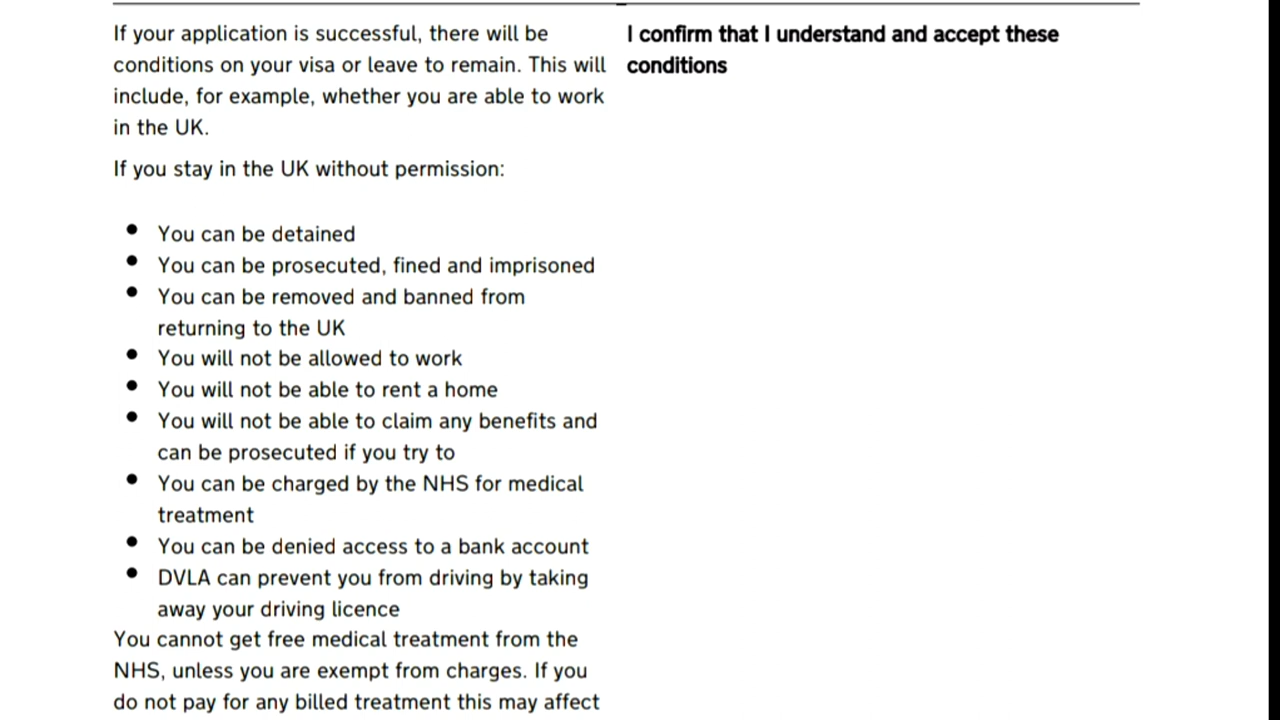 If your application is successful, there will be
conditions on your visa or leave to remain. This will
include, for example, whether you are able to work
in the UK.
If you stay in the UK without permission:
• You can be detained
• You can be prosecuted, fined and imprisoned
• You can be removed and banned from
returning to the UK
• You will not be allowed to work
• You will not be able to rent a home
• You will not be able to claim any benefits and
can be prosecuted if you try to
• You can be charged by the NHS for medical
treatment
• You can be denied access to a bank account
• DVLA can prevent you from driving by taking
away your driving licence
You cannot get free medical treatment from the
NHS, unless you are exempt from charges. If you
do not pay for any billed treatment this may affect
I confirm that I understand and accept these
conditions